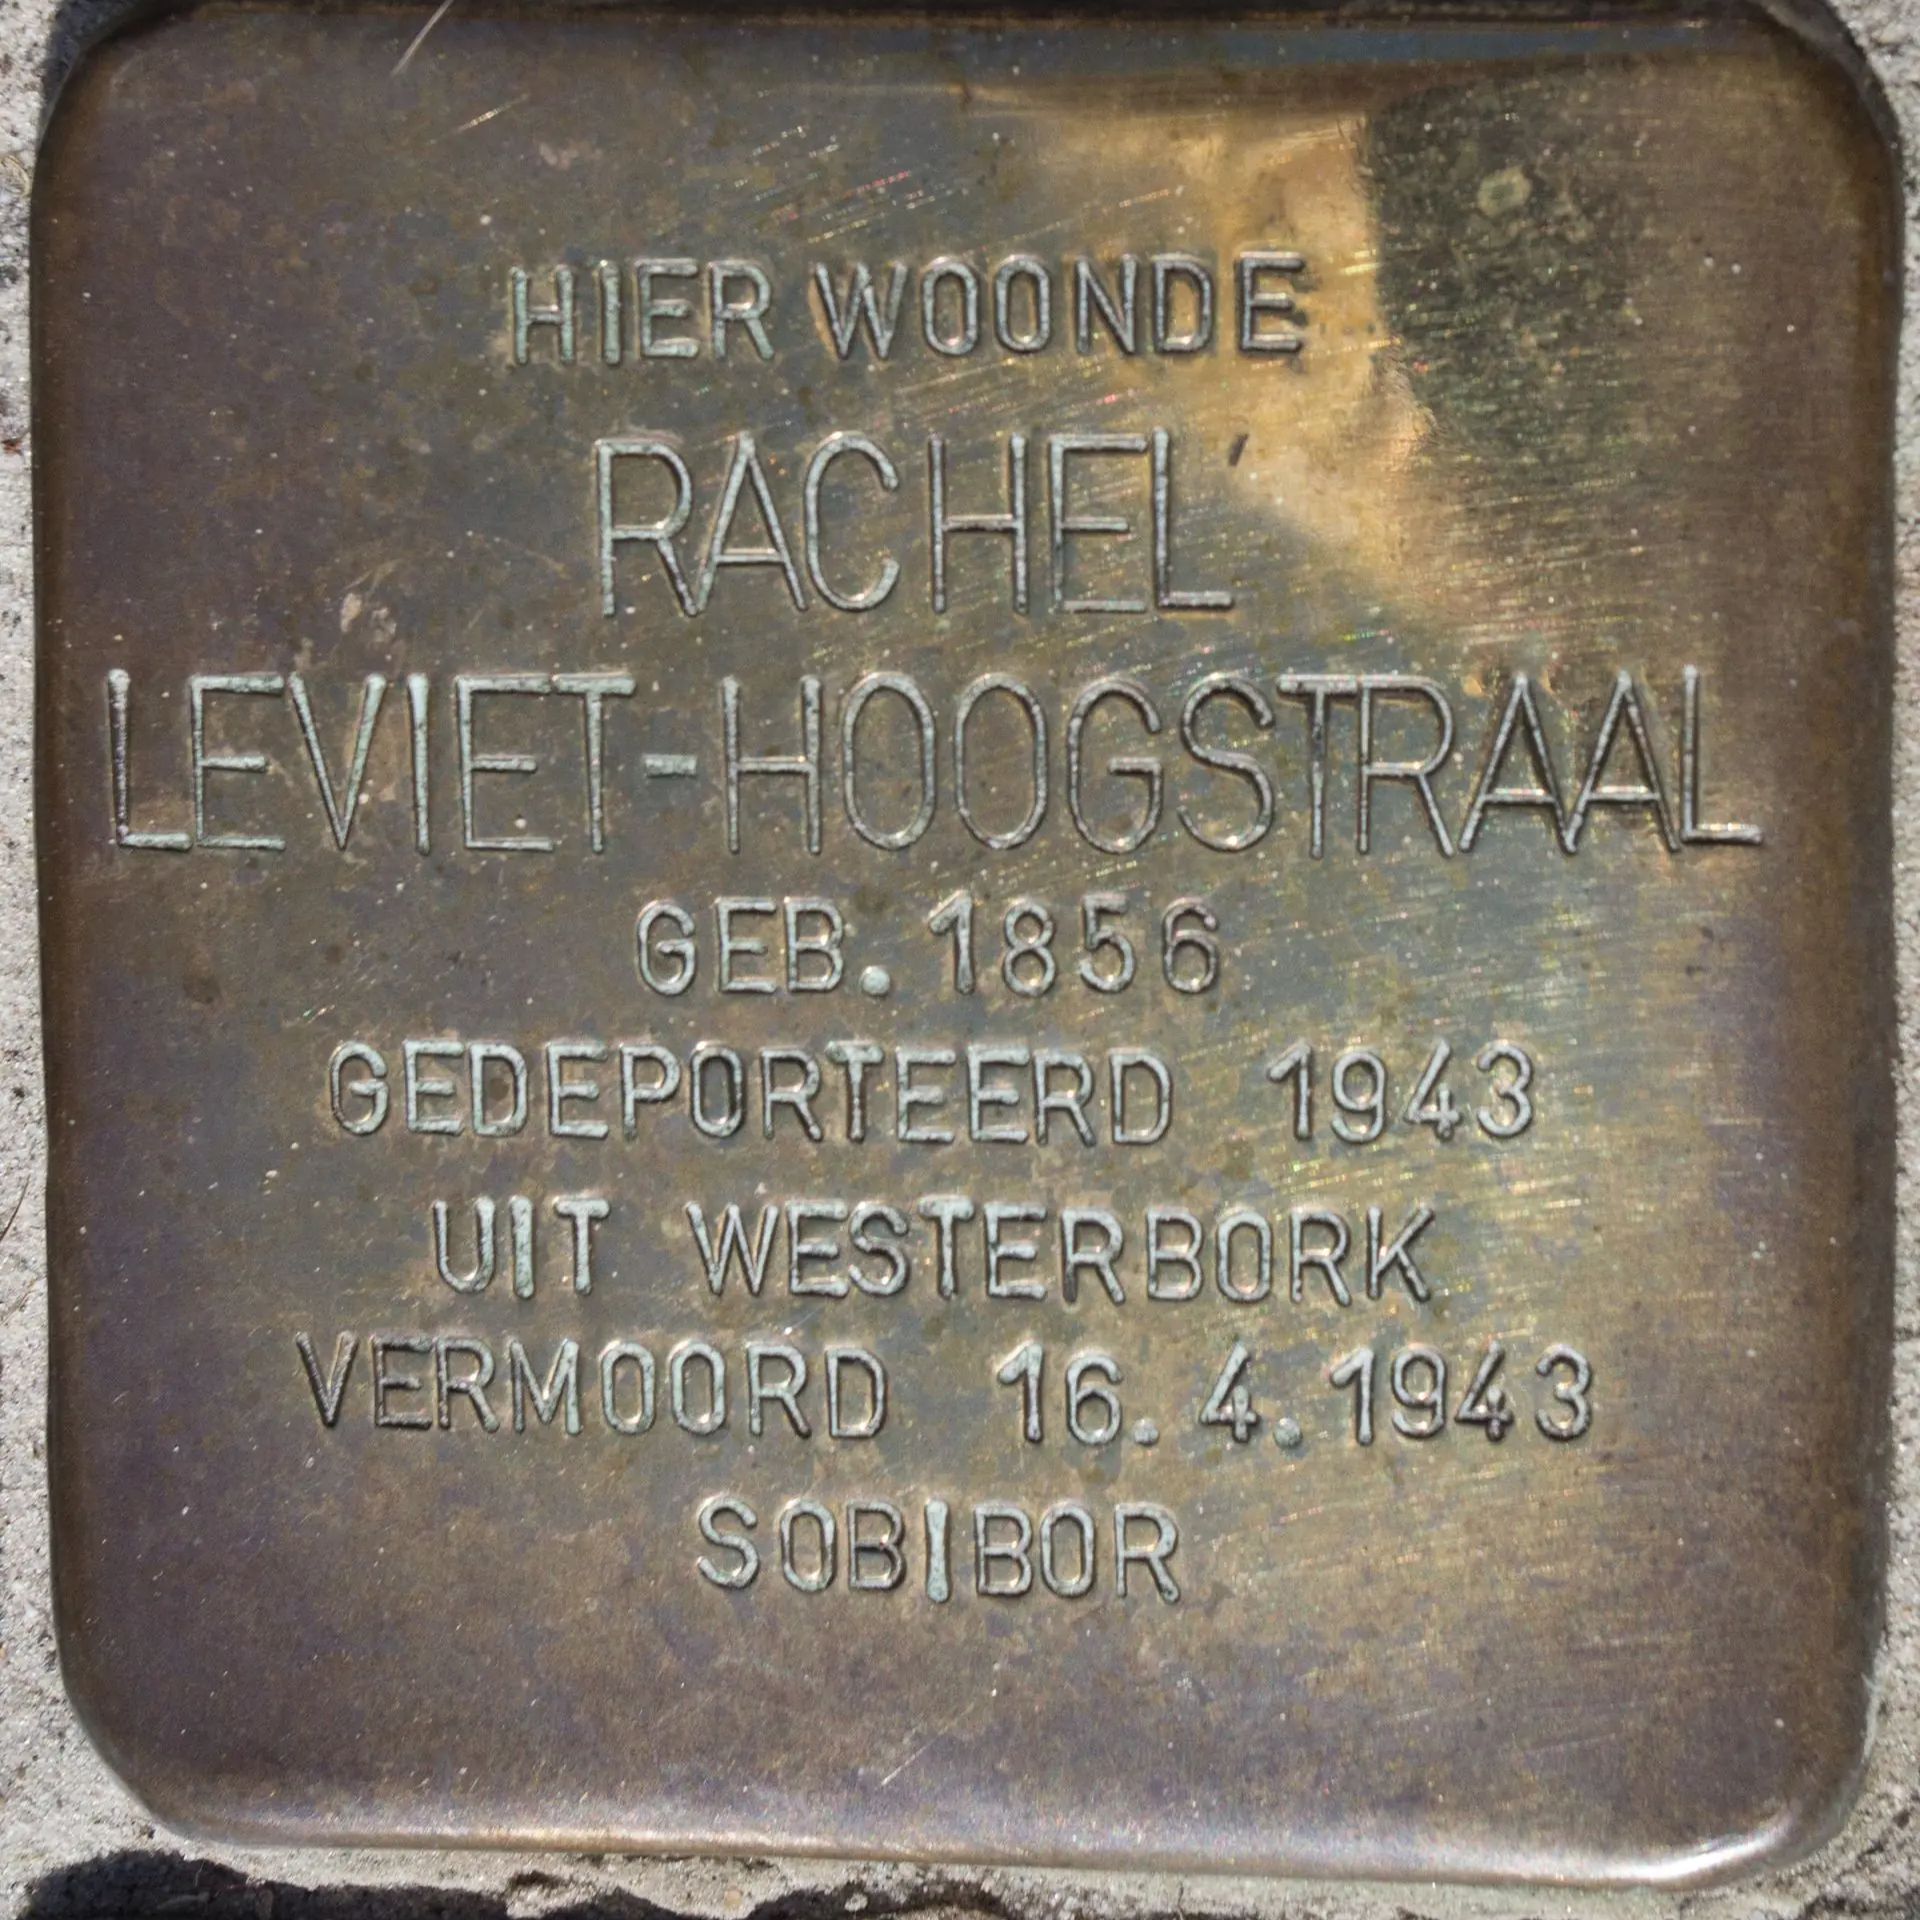 HIER WOONDE
RACHEL
LEVIET-HOOGSTRAAL
GEB. 1856
GEDEPORTEERD 1943
UIT WESTERBORK
VERMOORD 16.4.1943
SOBIBOR